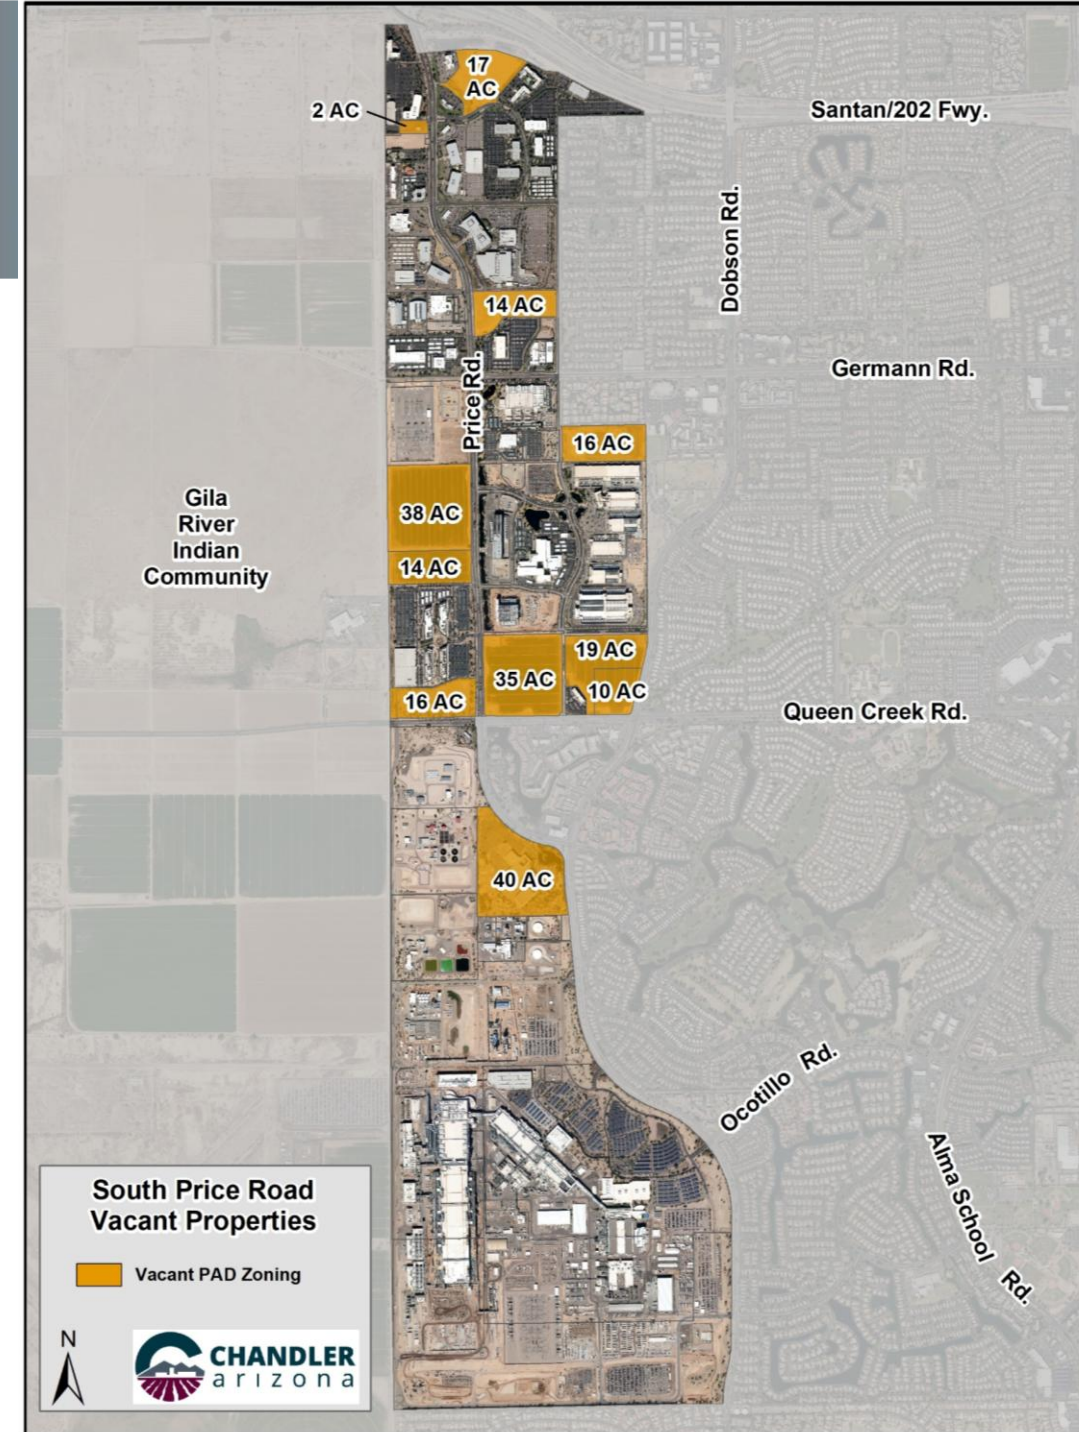 17
AC
2 AC
Santan/202 Fwy.
Dobson Rd.
14 AC
Price Rd.
Germann Rd.
16 AC
Gila
River
Indian
Community
38 AC
14 AC
19 AC
35 AC
10 AC
16 AC
Queen Creek Rd.
40 AC
Ocotillo Rd.
Alma School Rd.
South Price Road
Vacant Properties
Vacant PAD Zoning
N
CHANDLER
arizona